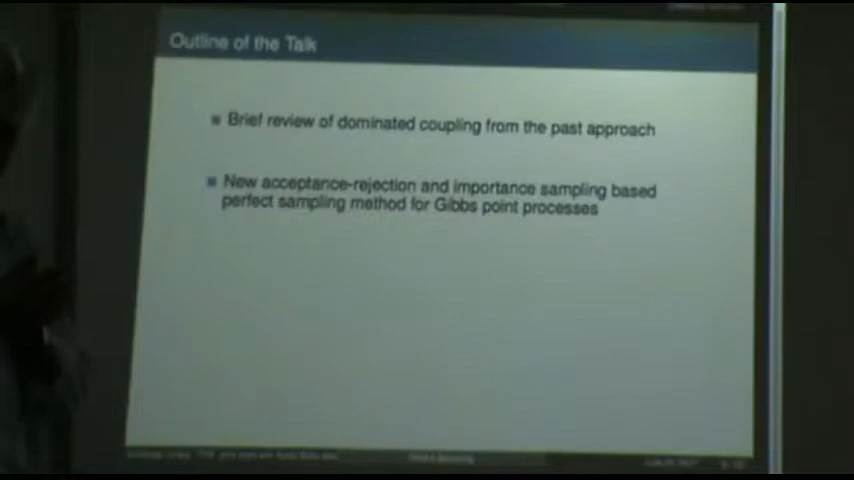 Outline of the Talk
Brief review of dominated coupling from the past approach
New acceptance-rejection and importance sampling based
perfect sampling method for Gibbs point processes